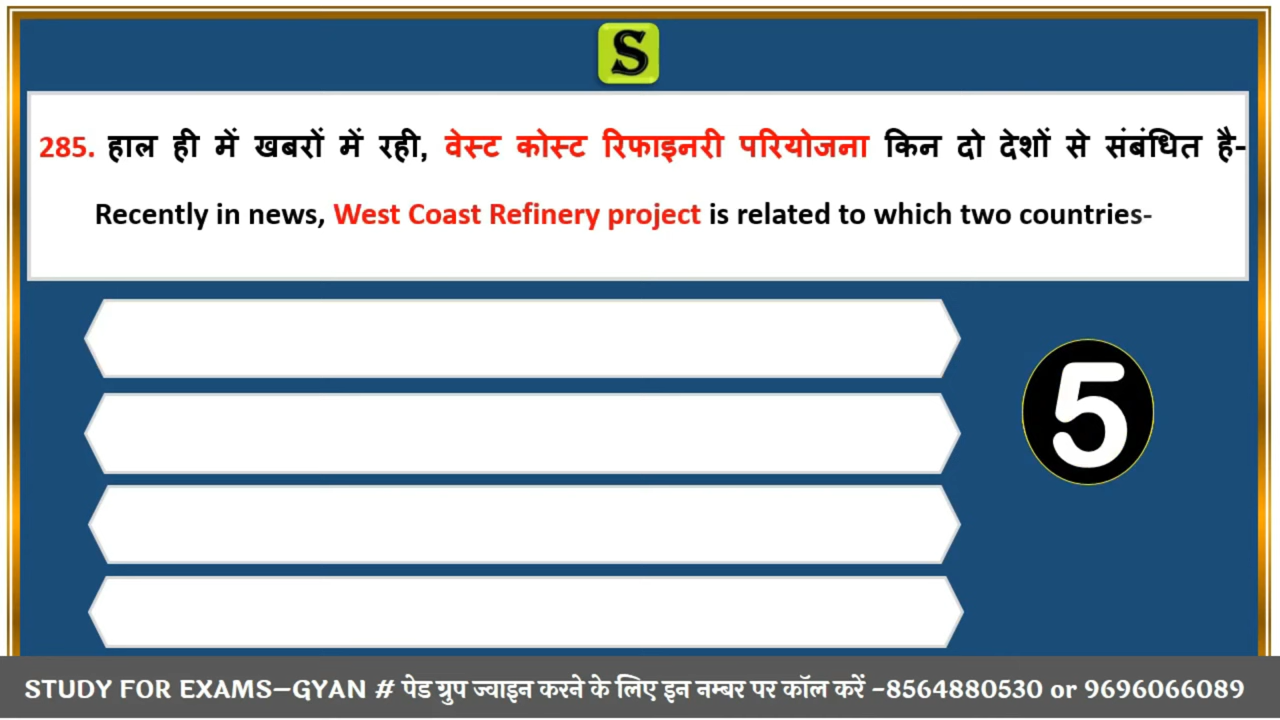 S
285. हाल ही में खबरों में रही, वेस्ट कोस्ट रिफाइनरी परियोजना किन दो देशों से संबंधित है-
Recently in news, West Coast Refinery project is related to which two countries-
5
STUDY FOR EXAMS–GYAN # पेड ग्रुप ज्वाइन करने के लिए इन नम्बर पर कॉल करें -8564880530 or 9696066089